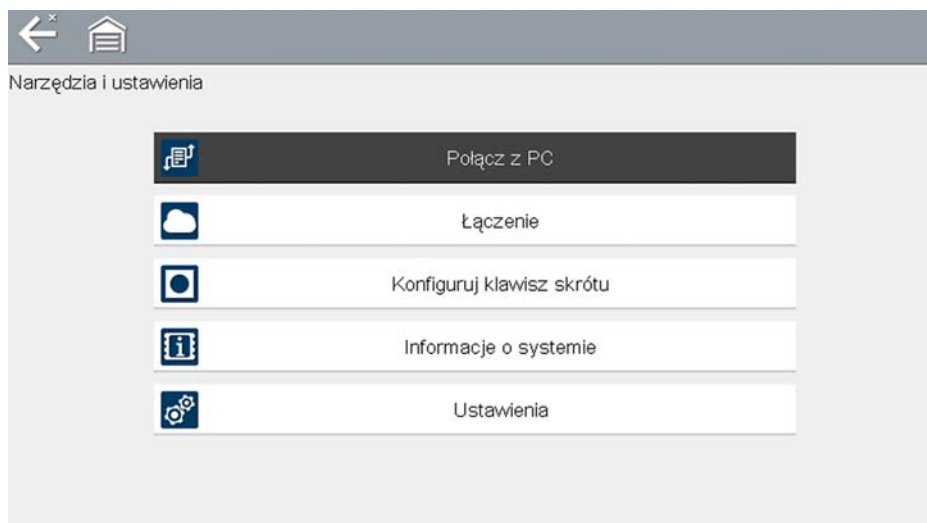 Narzędzia i ustawienia
Połącz z PC
Łączenie
Konfiguruj klawisz skrótu
Informacje o systemie
Ustawienia